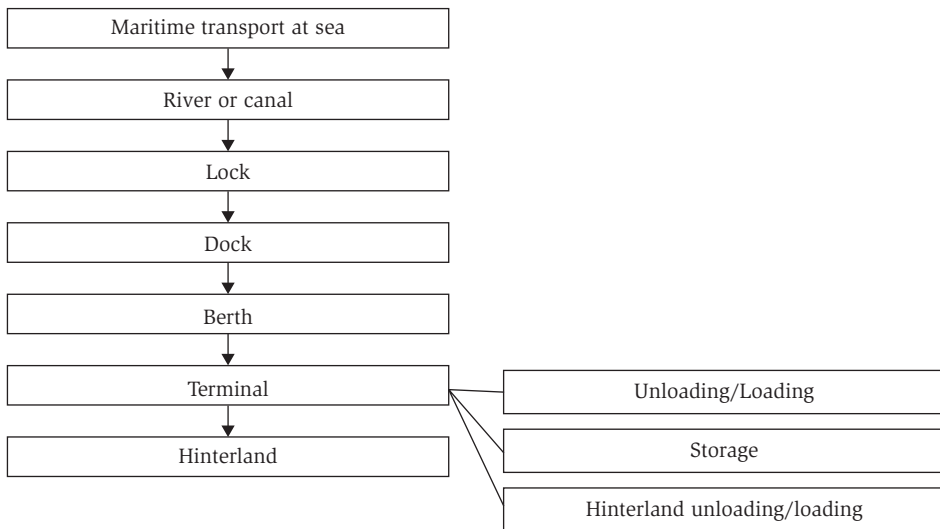 Maritime transport at sea
River or canal
Lock
Dock
Berth
Terminal
Unloading/Loading
Storage
Hinterland
Hinterland unloading/loading